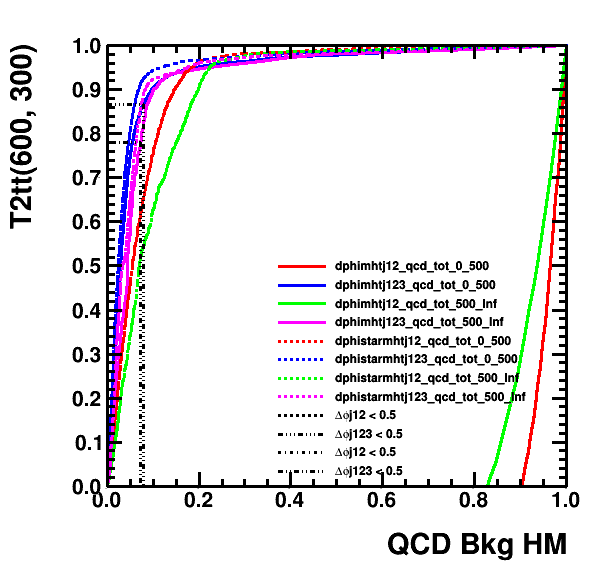 T2tt(600, 300)
1.0
0.9
0.8
0.7
0.6
0.5
0.4
0.3
0.2
0.1
0.0
dphimhtj12_qcd_tot_0_500
dphimhtj123_qcd_tot_0_500
dphimhtj12_qcd_tot_500_Inf
dphimhtj123_qcd_tot_500_Inf
dphistarmhtj12_qcd_tot_0_500
dphistarmhtj123_qcd_tot_0_500
dphistarmhtj12_qcd_tot_500_Inf
dphistarmhtj123_qcd_tot_500_Inf
Δϕj12 < 0.5
Δϕj123 < 0.5
Δϕj12 < 0.5
Δϕj123 < 0.5
0.0 0.2 0.4 0.6 0.8 1.0
QCD Bkg HM